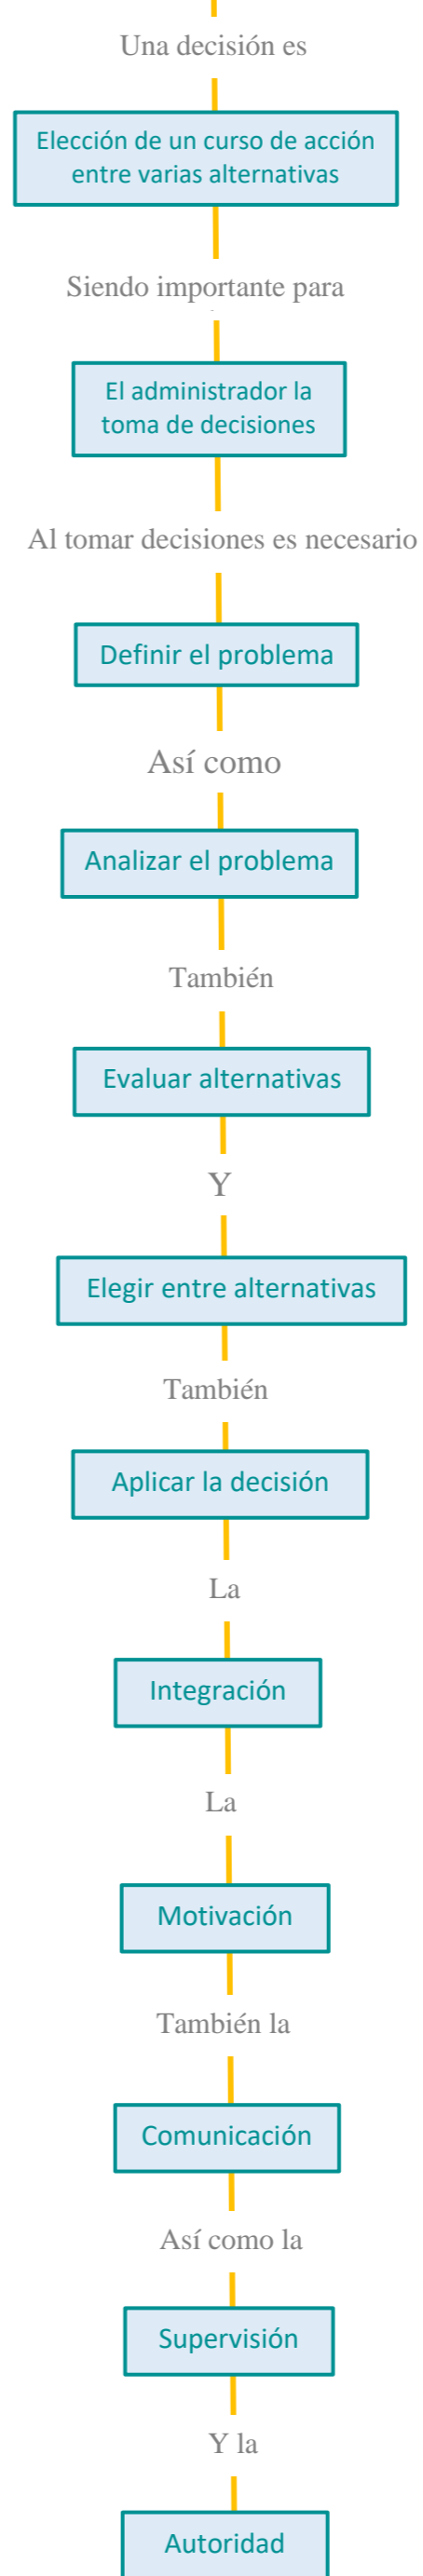 Una decisión es
Elección de un curso de acción
entre varias alternativas
Siendo importante para
El administrador la
toma de decisiones
Al tomar decisiones es necesario
Definir el problema
Así como
Analizar el problema
También
Evaluar alternativas
Y
Elegir entre alternativas
También
Aplicar la decisión
La
Integración
La
Motivación
También la
Comunicación
Así como la
Supervisión
Y la
Autoridad